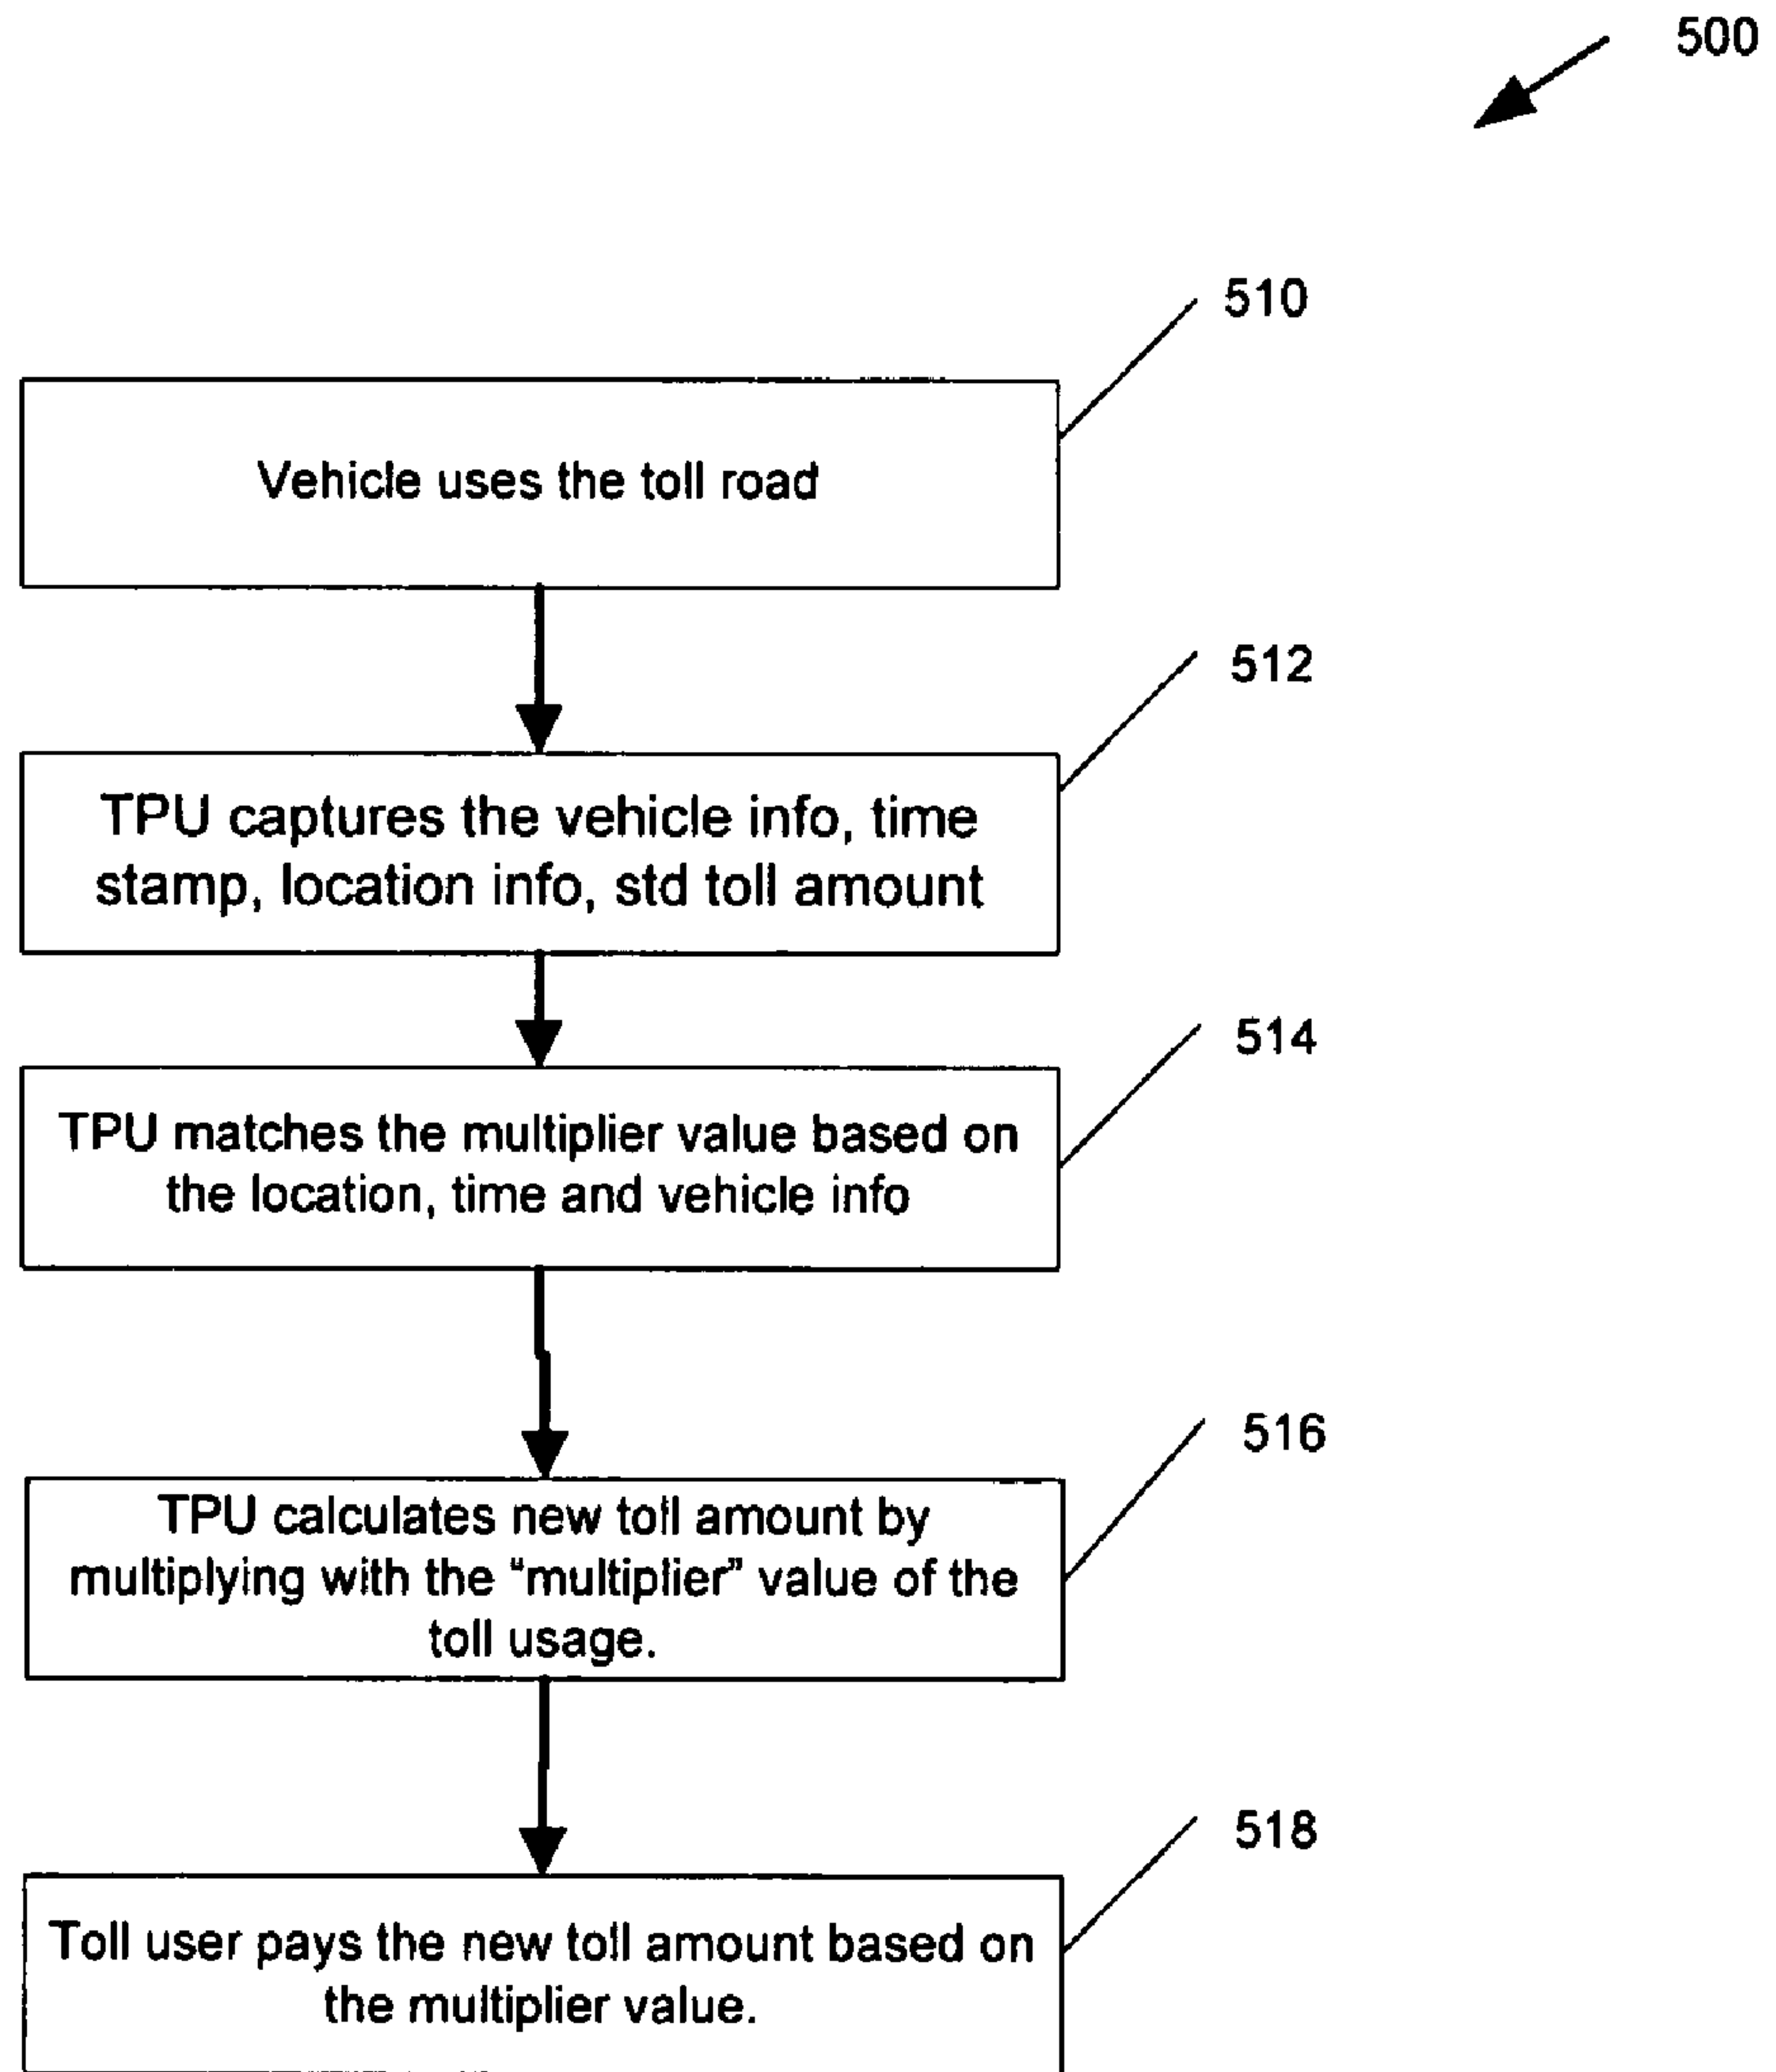 500
510
Vehicle uses the toll road
512
TPU captures the vehicle info, time
stamp, location info, std toll amount
514
TPU matches the multiplier value based on
the location, time and vehicle info
516
TPU calculates new toll amount by
multiplying with the “multiplier” value of the
toll usage.
518
Toll user pays the new toll amount based on
the multiplier value.